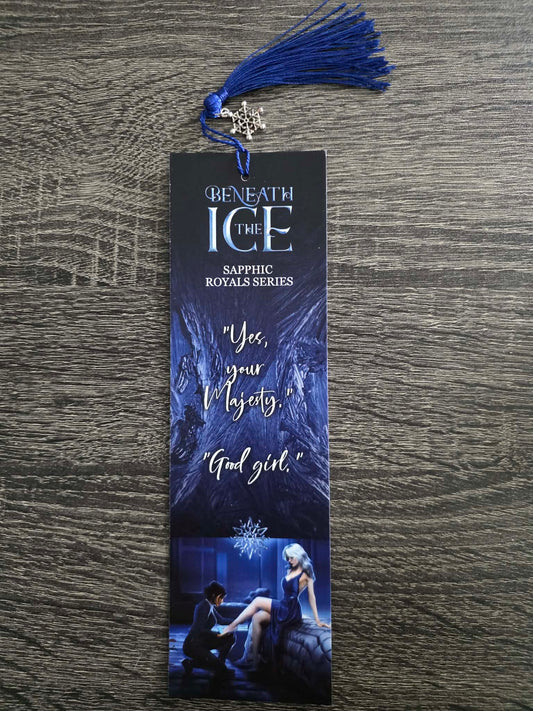 BENEATH
THE
ICE
SAPPHIC
ROYALS SERIES
"Yes,
your
Majesty."
"Good girl."